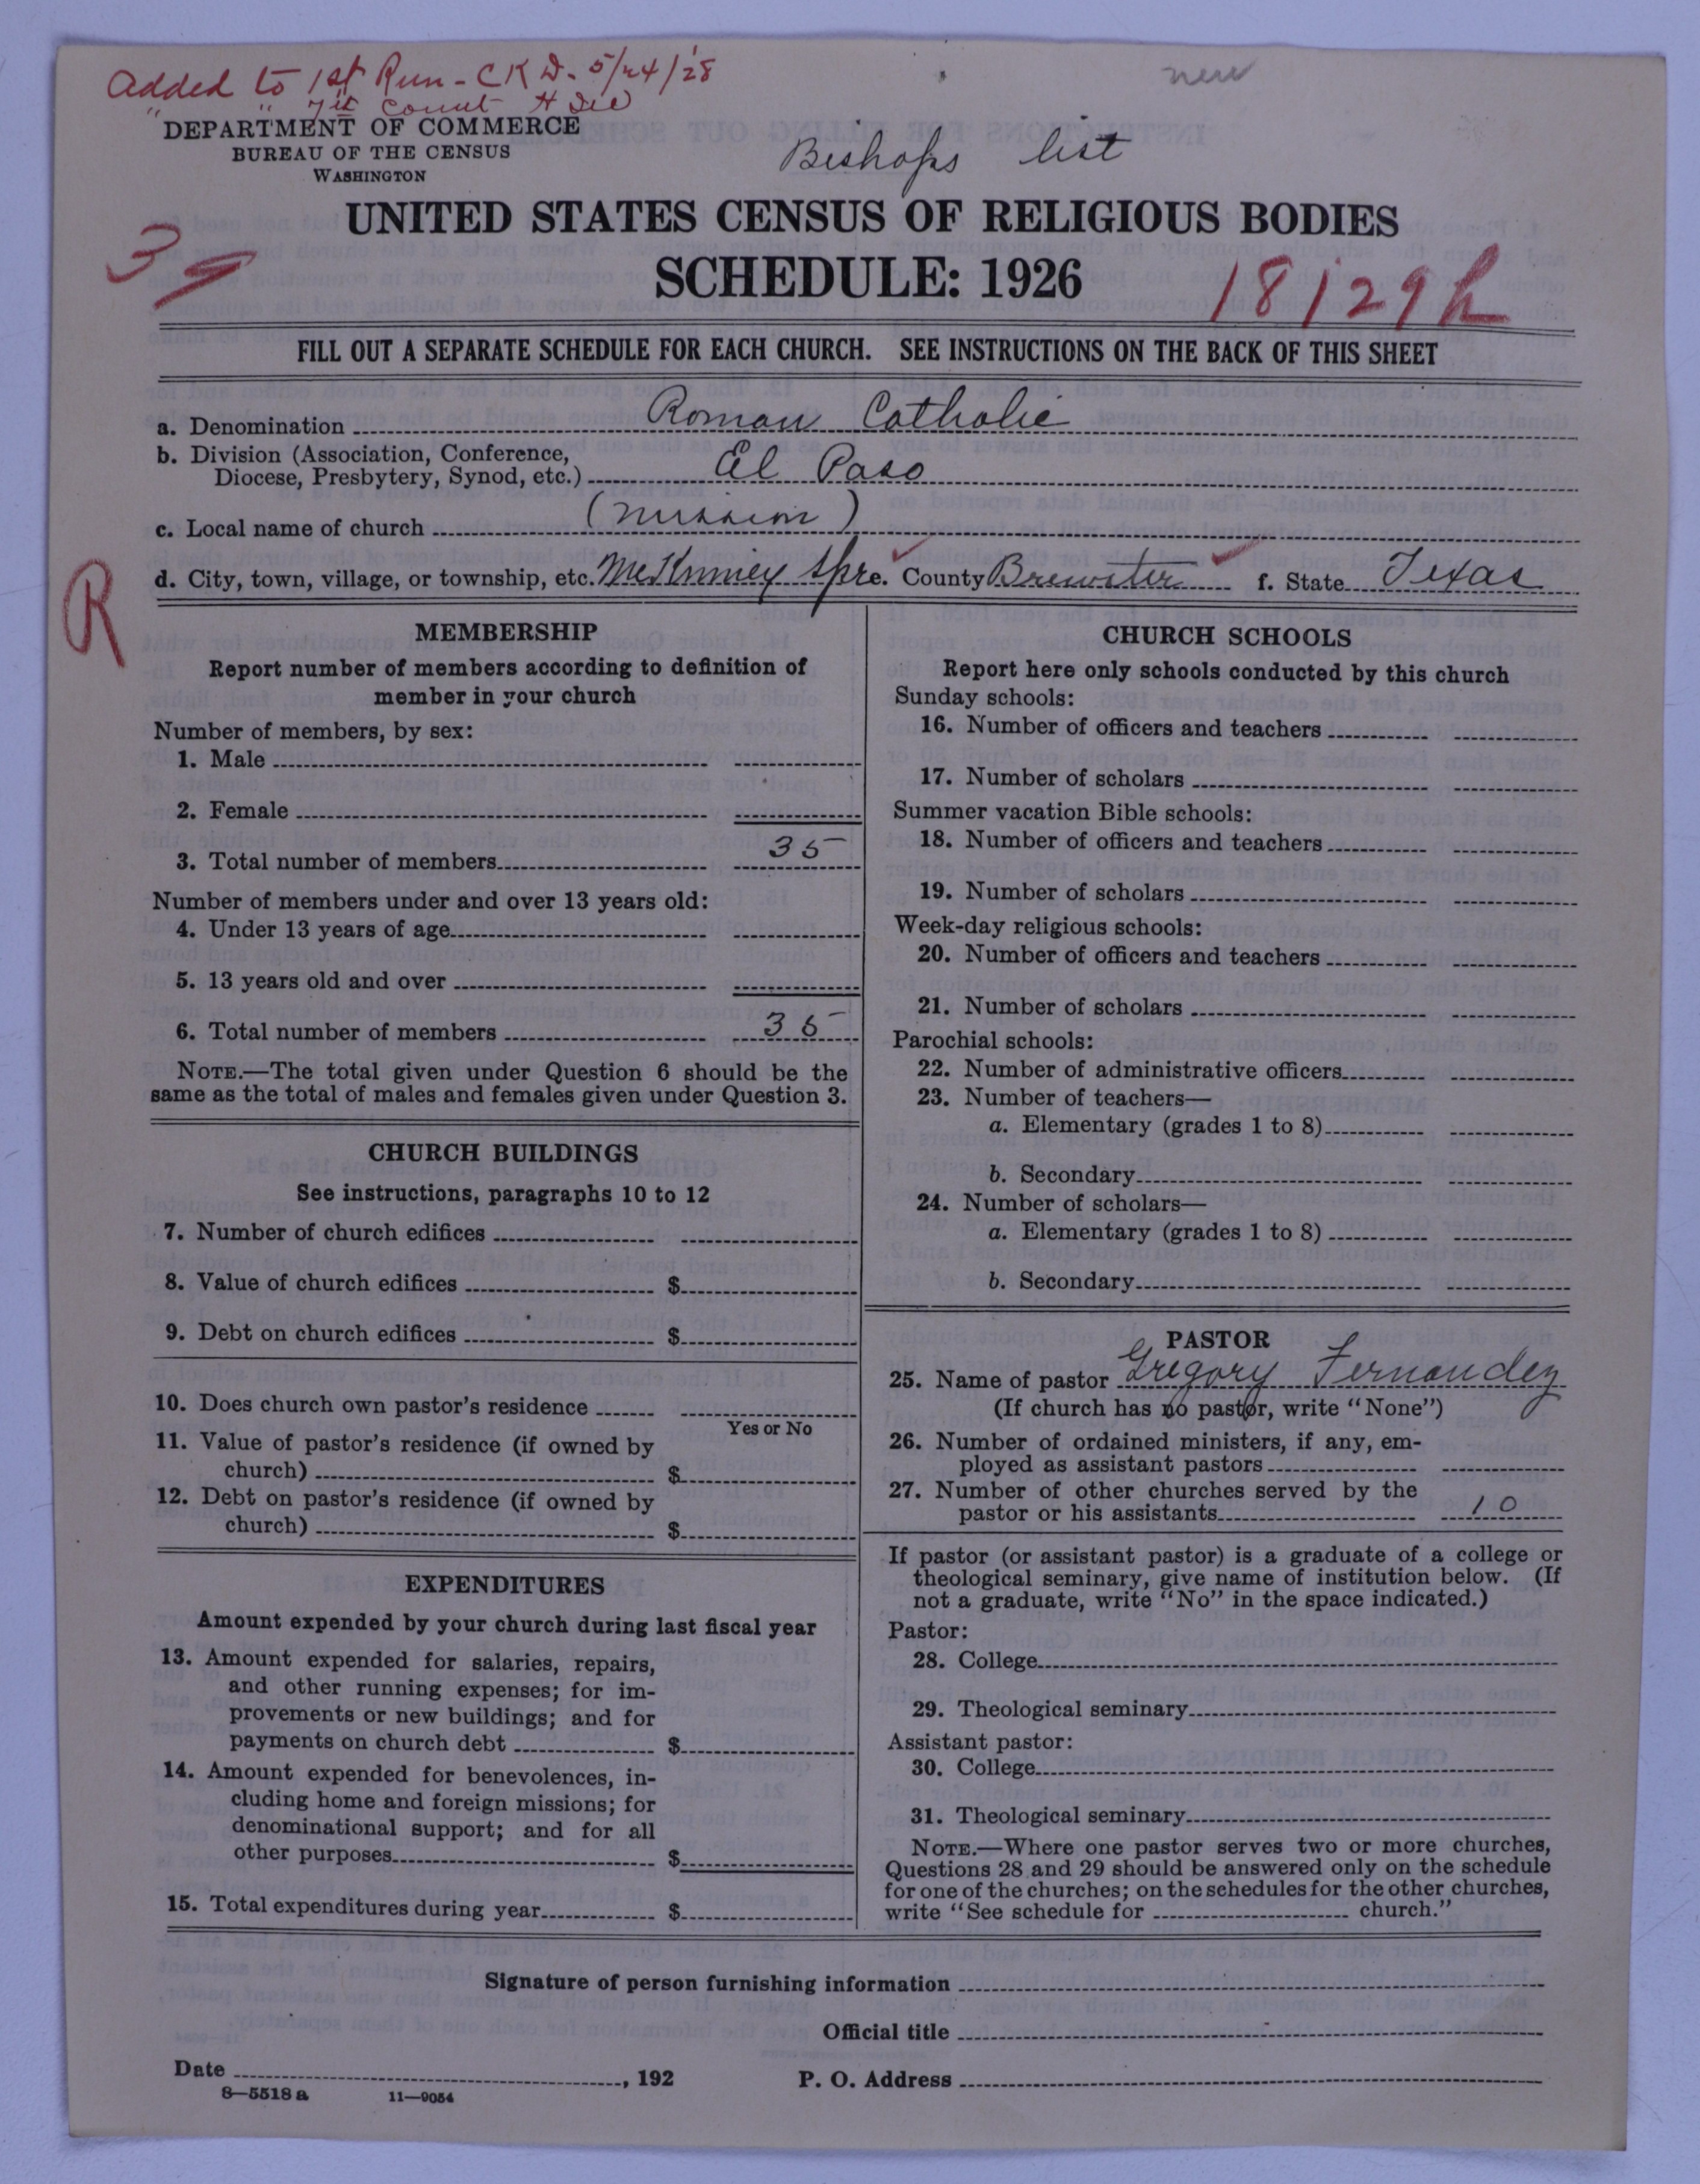 Added to 1st Run - CKD. 5/24/28
" " 7th Count
new
DEPARTMENT OF COMMERCE
BUREAU OF THE CENSUS
WASHINGTON
Bishops list
UNITED STATES CENSUS OF RELIGIOUS BODIES
SCHEDULE: 1926
37
18129h
FILL OUT A SEPARATE SCHEDULE FOR EACH CHURCH. SEE INSTRUCTIONS ON THE BACK OF THIS SHEET
a. Denomination Roman Catholic
b. Division (Association, Conference,
Diocese, Presbytery, Synod, etc.) El Paso
c. Local name of church (mission)
d. City, town, village, or township, etc. McKinney Spr e. County Brewster f. State Texas
R
MEMBERSHIP
Report number of members according to definition of
member in your church
Number of members, by sex:
1. Male
2. Female
3. Total number of members 35
Number of members under and over 13 years old:
4. Under 13 years of age
5. 13 years old and over
6. Total number of members 35
NOTE.—The total given under Question 6 should be the
same as the total of males and females given under Question 3.
CHURCH BUILDINGS
See instructions, paragraphs 10 to 12
7. Number of church edifices
8. Value of church edifices $
9. Debt on church edifices $
10. Does church own pastor's residence
Yes or No
11. Value of pastor's residence (if owned by
church) $
12. Debt on pastor's residence (if owned by
church) $
EXPENDITURES
Amount expended by your church during last fiscal year
13. Amount expended for salaries, repairs,
and other running expenses; for im-
provements or new buildings; and for
payments on church debt $
14. Amount expended for benevolences, in-
cluding home and foreign missions; for
denominational support; and for all
other purposes $
15. Total expenditures during year $
CHURCH SCHOOLS
Report here only schools conducted by this church
Sunday schools:
16. Number of officers and teachers
17. Number of scholars
Summer vacation Bible schools:
18. Number of officers and teachers
19. Number of scholars
Week-day religious schools:
20. Number of officers and teachers
21. Number of scholars
Parochial schools:
22. Number of administrative officers
23. Number of teachers—
a. Elementary (grades 1 to 8)
b. Secondary
24. Number of scholars—
a. Elementary (grades 1 to 8)
b. Secondary
PASTOR
25. Name of pastor Gregory Fernandez
(If church has no pastor, write "None")
26. Number of ordained ministers, if any, em-
ployed as assistant pastors
27. Number of other churches served by the
pastor or his assistants 10
If pastor (or assistant pastor) is a graduate of a college or
theological seminary, give name of institution below. (If
not a graduate, write "No" in the space indicated.)
Pastor:
28. College
29. Theological seminary
Assistant pastor:
30. College
31. Theological seminary
NOTE.—Where one pastor serves two or more churches,
Questions 28 and 29 should be answered only on the schedule
for one of the churches; on the schedules for the other churches,
write "See schedule for church."
Signature of person furnishing information
Official title
Date , 192 P. O. Address
8—5518 a 11—9054